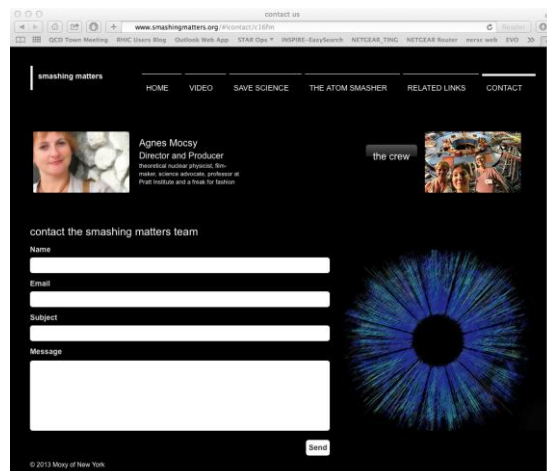 contact us
www.smashingmatters.org/#!contact/c16fm
Reader
QCD Town Meeting RHIC Users Blog Outlook Web App STAR Ops INSPIRE-EasySearch NETGEAR_TING NETGEAR Router nersc web EVO
smashing matters
HOME VIDEO SAVE SCIENCE THE ATOM SMASHER RELATED LINKS CONTACT
Agnes Mocsy
Director and Producer
theoretical nuclear physicist, film-
maker, science advocate, professor at
Pratt Institute and a freak for fashion
the crew
contact the smashing matters team
Name
Email
Subject
Message
Send
© 2013 Moxy of New York